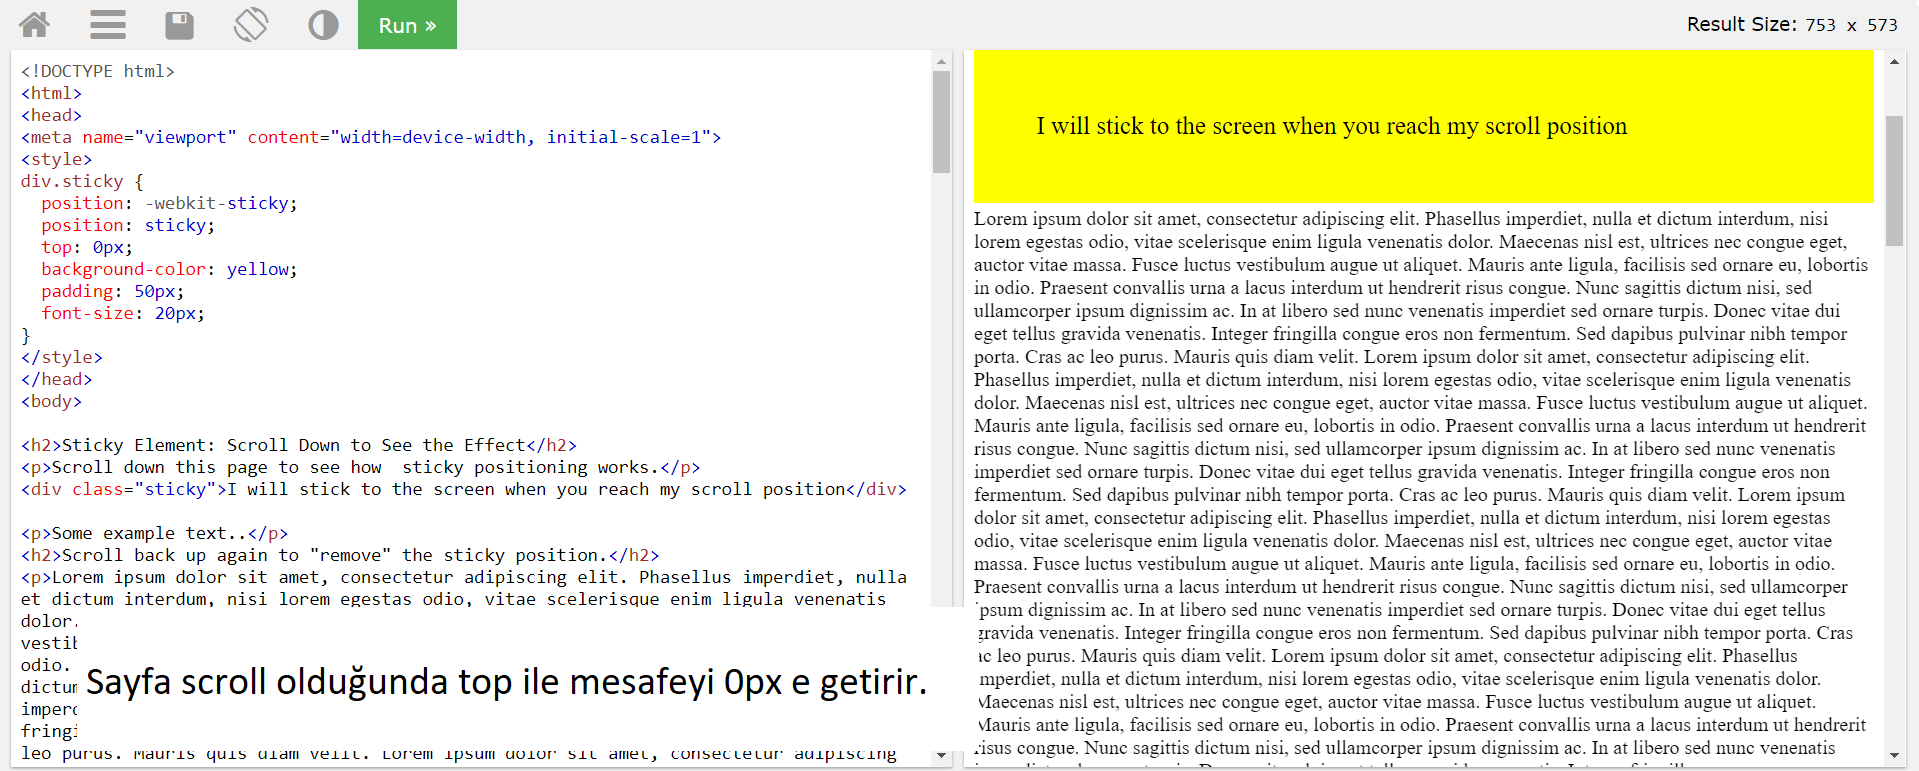 Run »
Result Size: 753 x 573
<!DOCTYPE html>
<html>
<head>
<meta name="viewport" content="width=device-width, initial-scale=1">
<style>
div.sticky {
  position: -webkit-sticky;
  position: sticky;
  top: 0px;
  background-color: yellow;
  padding: 50px;
  font-size: 20px;
}
</style>
</head>
<body>
<h2>Sticky Element: Scroll Down to See the Effect</h2>
<p>Scroll down this page to see how  sticky positioning works.</p>
<div class="sticky">I will stick to the screen when you reach my scroll position</div>
<p>Some example text..</p>
<h2>Scroll back up again to "remove" the sticky position.</h2>
<p>Lorem ipsum dolor sit amet, consectetur adipiscing elit. Phasellus imperdiet, nulla
et dictum interdum, nisi lorem egestas odio, vitae scelerisque enim ligula venenatis
dolor.
odio.
leo purus. Mauris quis diam velit. Lorem ipsum dolor sit amet, consectetur adipiscing
Sayfa scroll olduğunda top ile mesafeyi 0px e getirir.
I will stick to the screen when you reach my scroll position
Lorem ipsum dolor sit amet, consectetur adipiscing elit. Phasellus imperdiet, nulla et dictum interdum, nisi
lorem egestas odio, vitae scelerisque enim ligula venenatis dolor. Maecenas nisl est, ultrices nec congue eget,
auctor vitae massa. Fusce luctus vestibulum augue ut aliquet. Mauris ante ligula, facilisis sed ornare eu, lobortis
in odio. Praesent convallis urna a lacus interdum ut hendrerit risus congue. Nunc sagittis dictum nisi, sed
ullamcorper ipsum dignissim ac. In at libero sed nunc venenatis imperdiet sed ornare turpis. Donec vitae dui
eget tellus gravida venenatis. Integer fringilla congue eros non fermentum. Sed dapibus pulvinar nibh tempor
porta. Cras ac leo purus. Mauris quis diam velit. Lorem ipsum dolor sit amet, consectetur adipiscing elit.
Phasellus imperdiet, nulla et dictum interdum, nisi lorem egestas odio, vitae scelerisque enim ligula venenatis
dolor. Maecenas nisl est, ultrices nec congue eget, auctor vitae massa. Fusce luctus vestibulum augue ut aliquet.
Mauris ante ligula, facilisis sed ornare eu, lobortis in odio. Praesent convallis urna a lacus interdum ut hendrerit
risus congue. Nunc sagittis dictum nisi, sed ullamcorper ipsum dignissim ac. In at libero sed nunc venenatis
imperdiet sed ornare turpis. Donec vitae dui eget tellus gravida venenatis. Integer fringilla congue eros non
fermentum. Sed dapibus pulvinar nibh tempor porta. Cras ac leo purus. Mauris quis diam velit. Lorem ipsum
dolor sit amet, consectetur adipiscing elit. Phasellus imperdiet, nulla et dictum interdum, nisi lorem egestas
odio, vitae scelerisque enim ligula venenatis dolor. Maecenas nisl est, ultrices nec congue eget, auctor vitae
massa. Fusce luctus vestibulum augue ut aliquet. Mauris ante ligula, facilisis sed ornare eu, lobortis in odio.
Praesent convallis urna a lacus interdum ut hendrerit risus congue. Nunc sagittis dictum nisi, sed ullamcorper
ipsum dignissim ac. In at libero sed nunc venenatis imperdiet sed ornare turpis. Donec vitae dui eget tellus
gravida venenatis. Integer fringilla congue eros non fermentum. Sed dapibus pulvinar nibh tempor porta. Cras
ac leo purus. Mauris quis diam velit. Lorem ipsum dolor sit amet, consectetur adipiscing elit. Phasellus
imperdiet, nulla et dictum interdum, nisi lorem egestas odio, vitae scelerisque enim ligula venenatis dolor.
Maecenas nisl est, ultrices nec congue eget, auctor vitae massa. Fusce luctus vestibulum augue ut aliquet.
Mauris ante ligula, facilisis sed ornare eu, lobortis in odio. Praesent convallis urna a lacus interdum ut hendrerit
risus congue. Nunc sagittis dictum nisi, sed ullamcorper ipsum dignissim ac. In at libero sed nunc venenatis